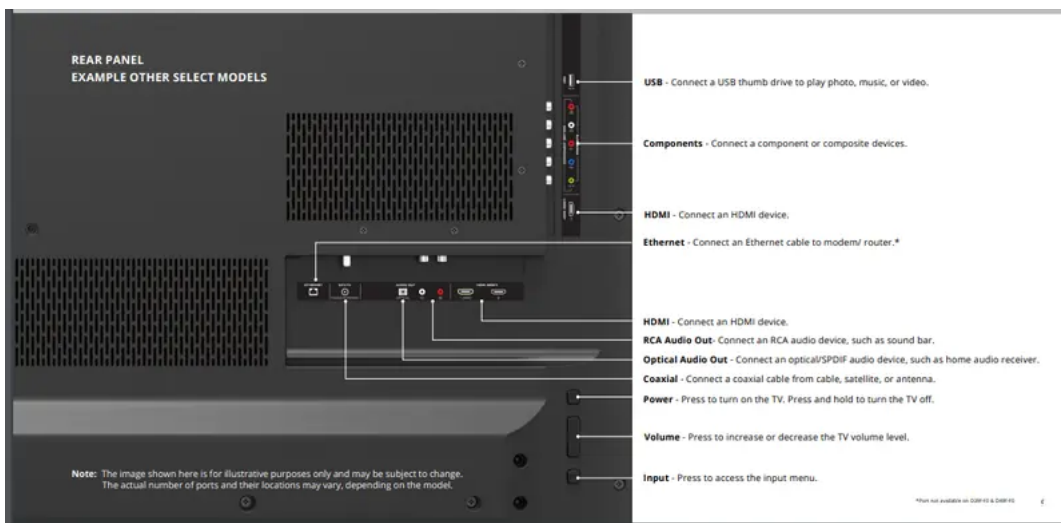 REAR PANEL
EXAMPLE OTHER SELECT MODELS
USB - Connect a USB thumb drive to play photo, music, or video.
Components - Connect a component or composite devices.
HDMI - Connect an HDMI device.
Ethernet - Connect an Ethernet cable to modem/ router.*
HDMI - Connect an HDMI device.
RCA Audio Out- Connect an RCA audio device, such as sound bar.
Optical Audio Out - Connect an optical/SPDIF audio device, such as home audio receiver.
Coaxial - Connect a coaxial cable from cable, satellite, or antenna.
Power - Press to turn on the TV. Press and hold to turn the TV off.
Volume - Press to increase or decrease the TV volume level.
Input - Press to access the input menu.
Note: The image shown here is for illustrative purposes only and may be subject to change.
The actual number of ports and their locations may vary, depending on the model.
*Port not available on